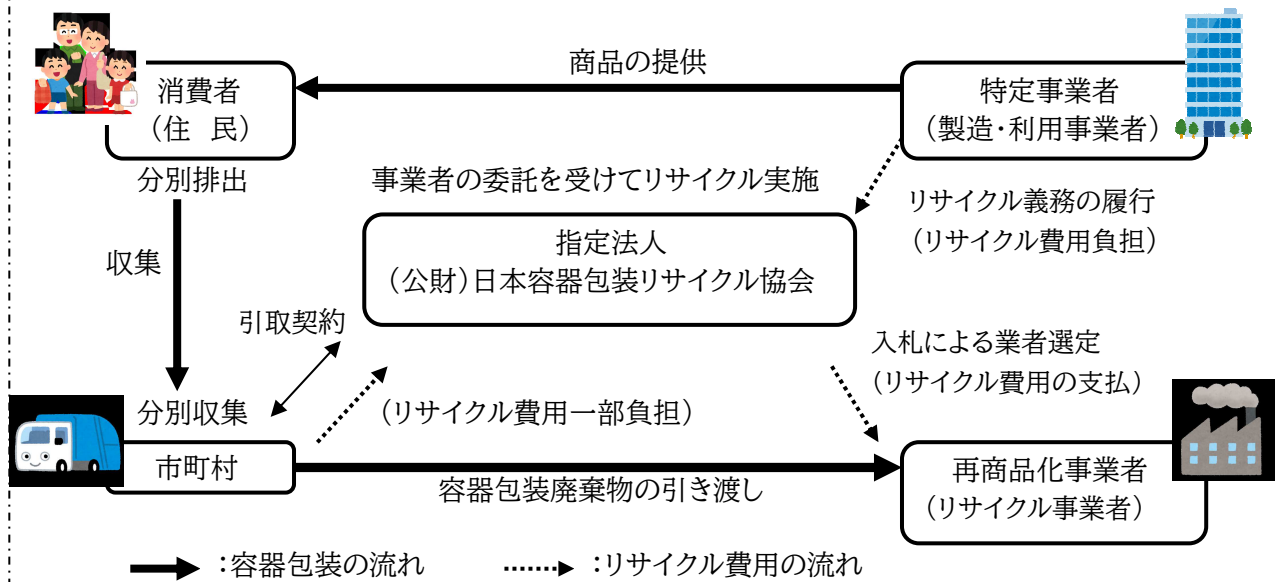 商品の提供
消費者
（住　民）
特定事業者
（製造・利用事業者）
分別排出
事業者の委託を受けてリサイクル実施
リサイクル義務の履行
（リサイクル費用負担）
指定法人
（公財）日本容器包装リサイクル協会
収集
引取契約
入札による業者選定
（リサイクル費用の支払）
分別収集
（リサイクル費用一部負担）
市町村
容器包装廃棄物の引き渡し
再商品化事業者
（リサイクル事業者）
：容器包装の流れ
：リサイクル費用の流れ